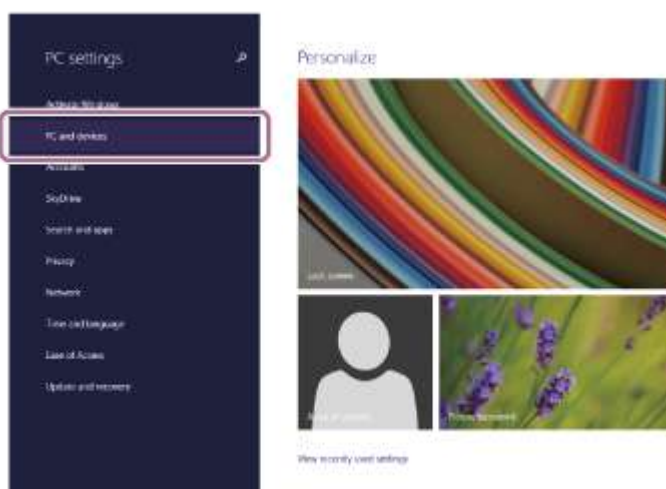 PC settings
Activate Windows
PC and devices
Accounts
SkyDrive
Search and apps
Privacy
Network
Time and language
Ease of Access
Update and recovery
Personalize
Lock screen
Picture password
View recently used settings